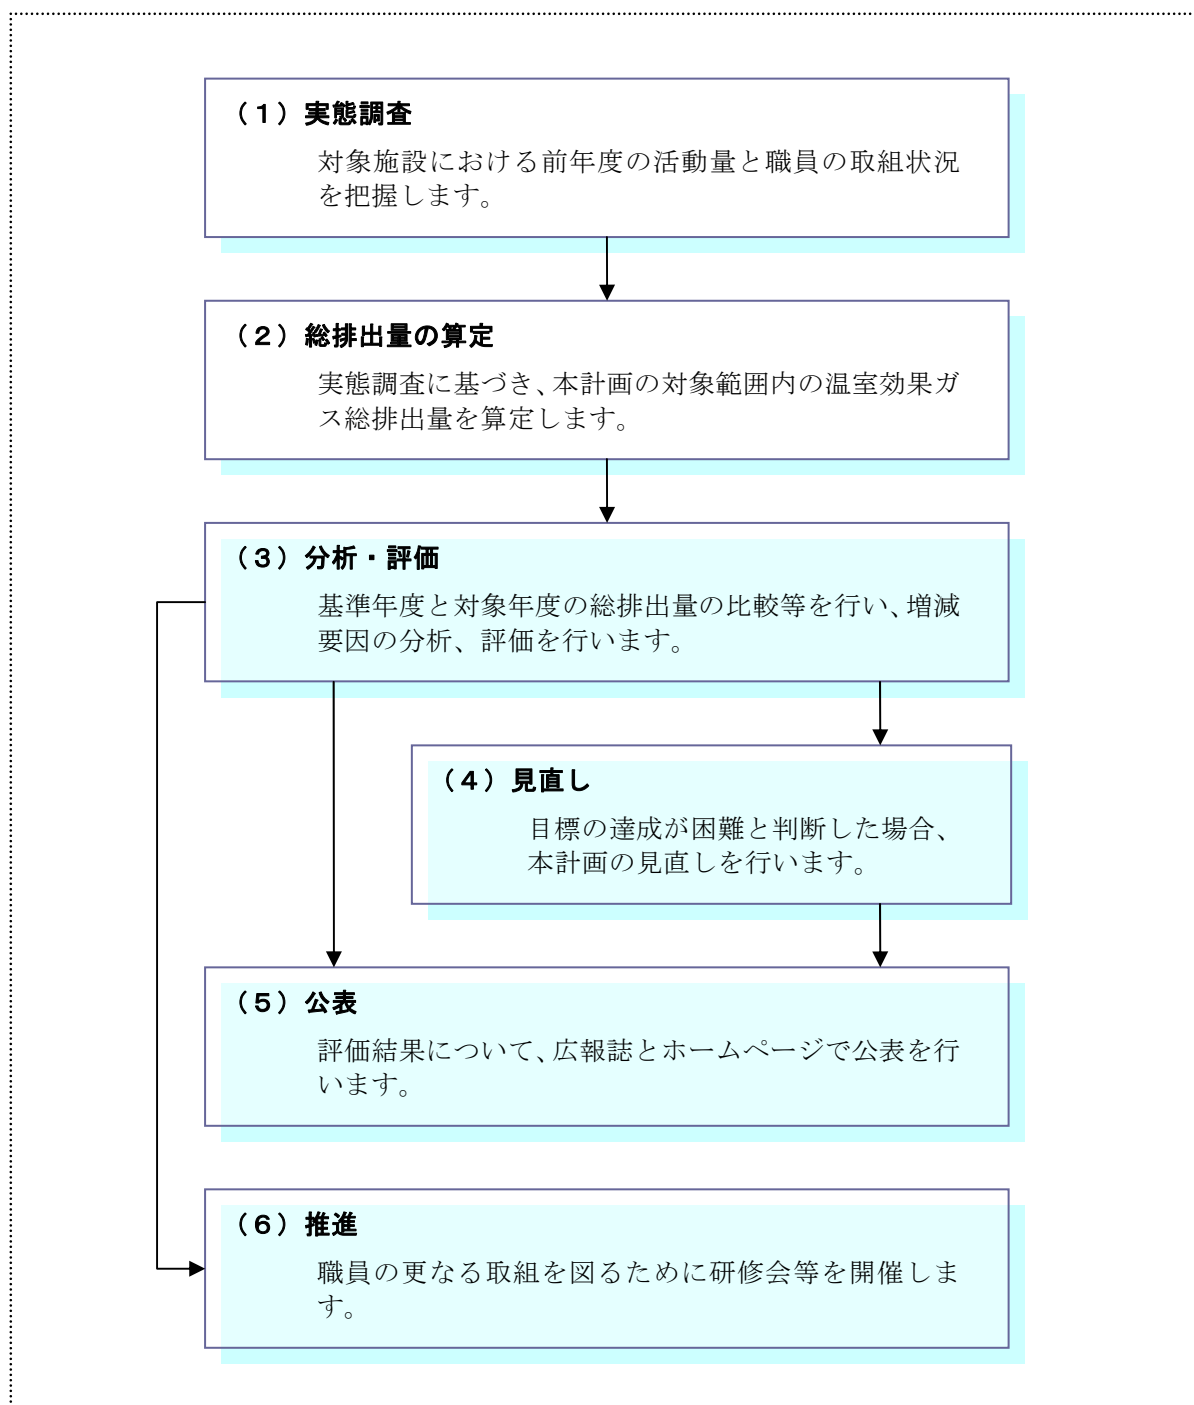 （１）実態調査
対象施設における前年度の活動量と職員の取組状況
を把握します。
（２）総排出量の算定
実態調査に基づき、本計画の対象範囲内の温室効果ガ
ス総排出量を算定します。
（３）分析・評価
基準年度と対象年度の総排出量の比較等を行い、増減
要因の分析、評価を行います。
（４）見直し
目標の達成が困難と判断した場合、
本計画の見直しを行います。
（５）公表
評価結果について、広報誌とホームページで公表を行
います。
（６）推進
職員の更なる取組を図るために研修会等を開催しま
す。